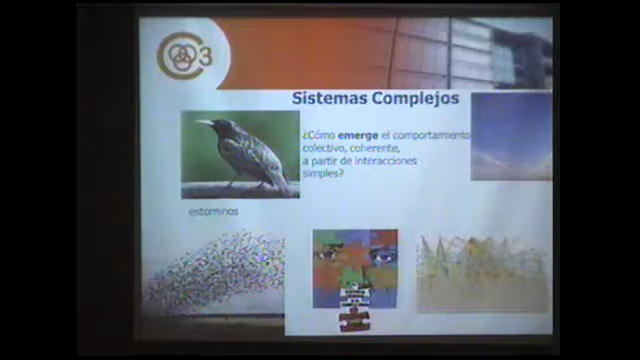 C3
Sistemas Complejos
¿Cómo emerge el comportamiento
colectivo, coherente,
a partir de interacciones
simples?
estorninos